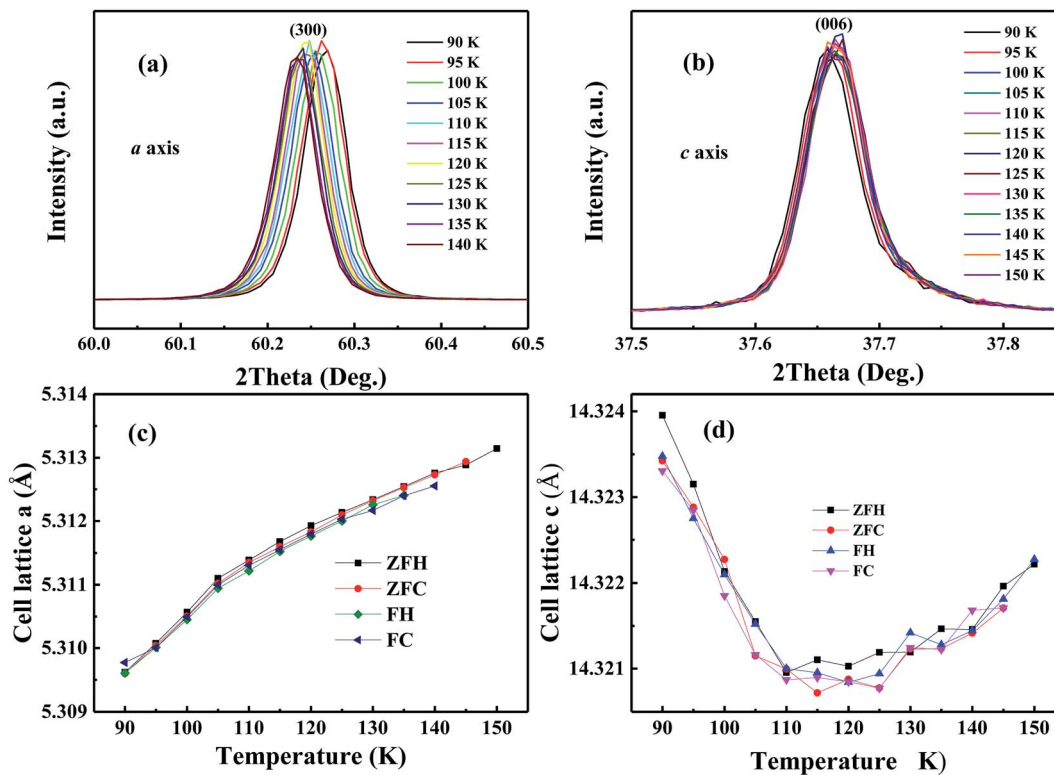 (300)
(a)
a axis
90 K
95 K
100 K
105 K
110 K
115 K
120 K
125 K
130 K
135 K
140 K
Intensity (a.u.)
60.0 60.1 60.2 60.3 60.4 60.5
2Theta (Deg.)
(006)
(b)
c axis
90 K
95 K
100 K
105 K
110 K
115 K
120 K
125 K
130 K
135 K
140 K
145 K
150 K
Intensity (a.u.)
37.5 37.6 37.7 37.8
2Theta (Deg.)
(c)
5.314
5.313
5.312
5.311
5.310
5.309
Cell lattice a (Å)
ZFH
ZFC
FH
FC
90 100 110 120 130 140 150
Temperature (K)
(d)
14.324
14.323
14.322
14.321
Cell lattice c (Å)
ZFH
ZFC
FH
FC
90 100 110 120 130 140 150
Temperature K)